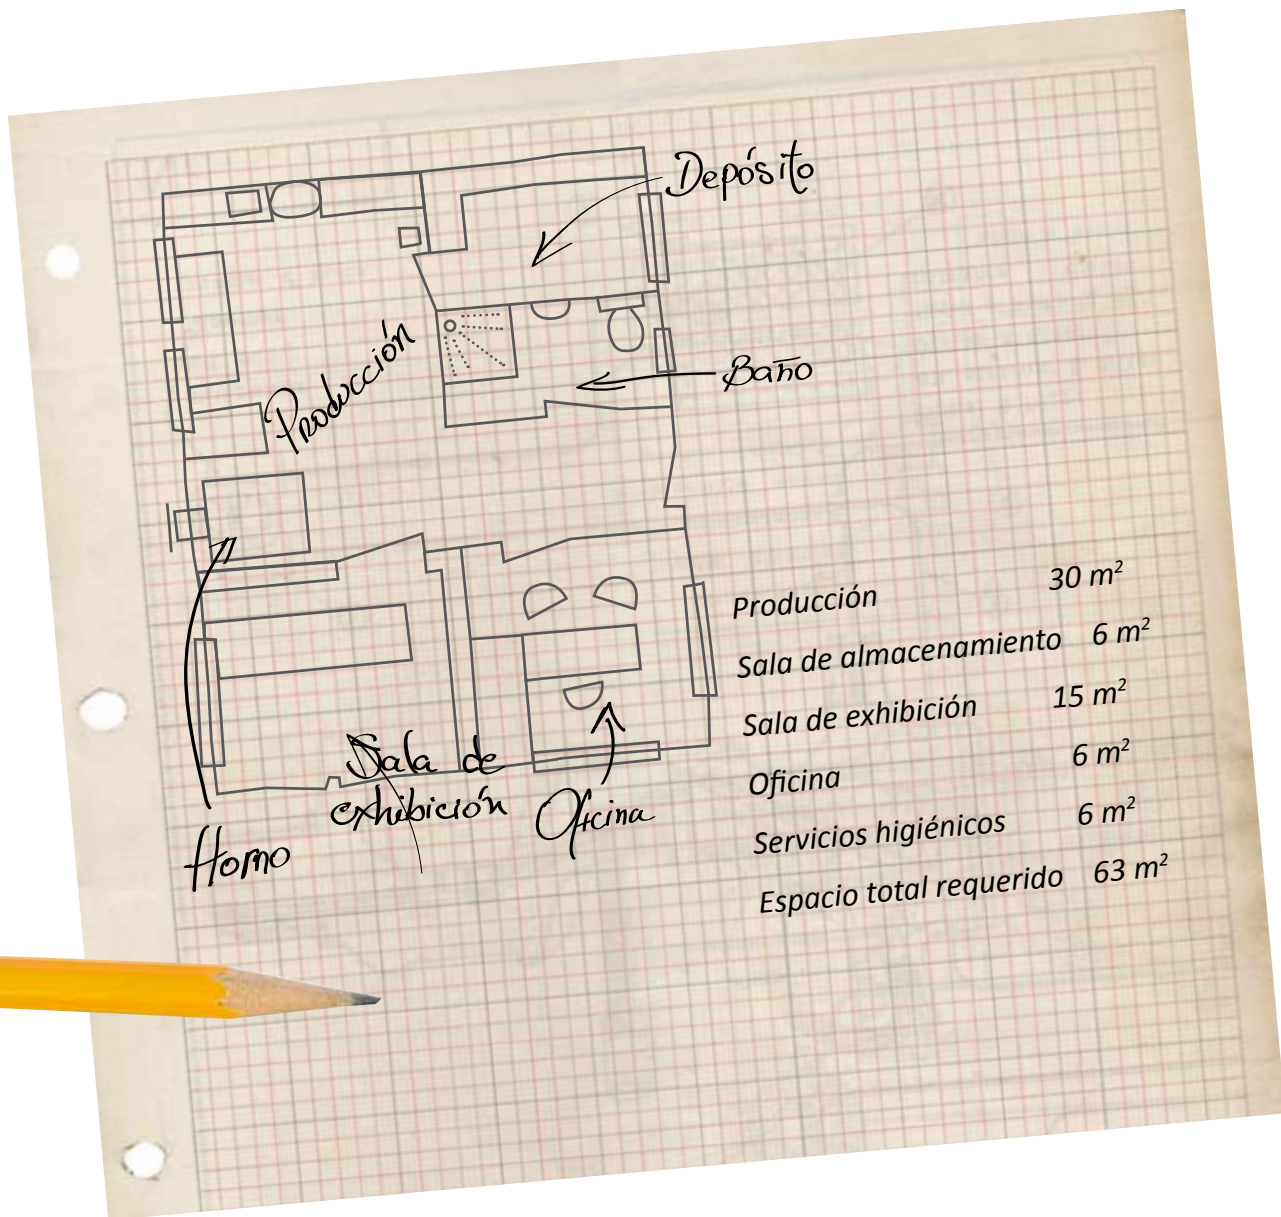 Depósito
Producción
Baño
Sala de
exhibición
Oficina
Horno
Producción 30 m²
Sala de almacenamiento 6 m²
Sala de exhibición 15 m²
Oficina 6 m²
Servicios higiénicos 6 m²
Espacio total requerido 63 m²